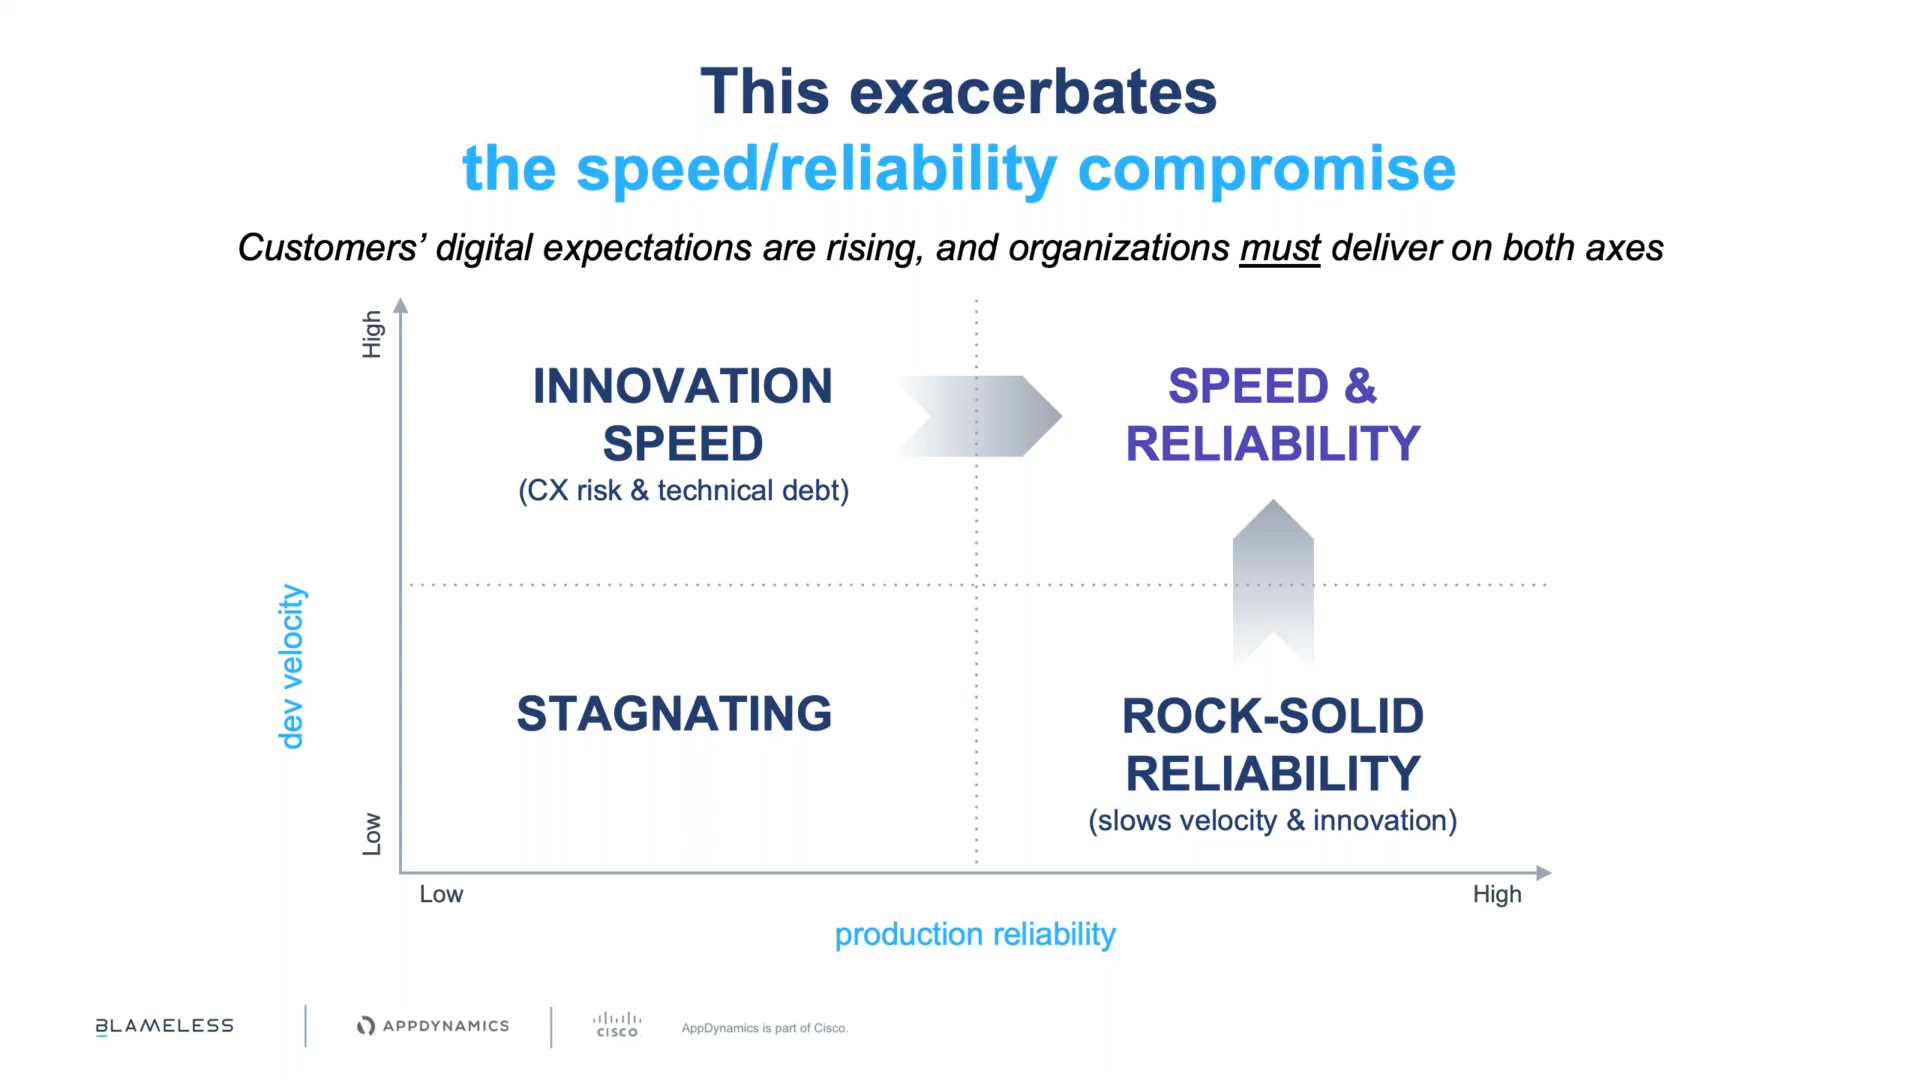 This exacerbates
the speed/reliability compromise
Customers’ digital expectations are rising, and organizations must deliver on both axes
High
INNOVATION
SPEED
(CX risk & technical debt)
SPEED &
RELIABILITY
dev velocity
STAGNATING
ROCK-SOLID
RELIABILITY
(slows velocity & innovation)
Low
Low
High
production reliability
BLAMELESS
APPDYNAMICS
CISCO
AppDynamics is part of Cisco.